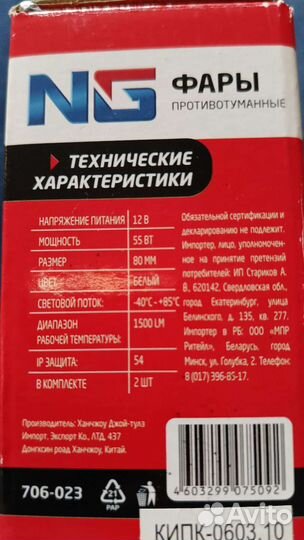 NG
ФАРЫ
ПРОТИВОТУМАННЫЕ
ТЕХНИЧЕСКИЕ
ХАРАКТЕРИСТИКИ
НАПРЯЖЕНИЕ ПИТАНИЯ 12 В
МОЩНОСТЬ 55 ВТ
РАЗМЕР 80 ММ
ЦВЕТ БЕЛЫЙ
СВЕТОВОЙ ПОТОК: -40°C - +85°C
ДИАПАЗОН
РАБОЧЕЙ ТЕМПЕРАТУРЫ: 1500 LM
IP ЗАЩИТА: 54
В КОМПЛЕКТЕ 2 ШТ
Обязательной сертификации и
декларированию не подлежит.
Импортер, лицо, уполномочен-
ное на принятие претензий
потребителей: ИП Стариков А.
В., 620142, Свердловская обл.,
город Екатеринбург, улица
Белинского, д. 135, кв. 277.
Импортер в РБ: ООО «МПР
Ритейл», Беларусь, город
Минск, ул. Голубка, 2. Телефон:
8 (017) 396-85-17.
Производитель: Ханчжоу Джой-тулз
Импорт. Экспорт Ко., ЛТД, 437
Донгксин роад Ханчжоу, Китай.
706-023
21
PAP
4 603299 075092
КИПК-0603.10
Avito